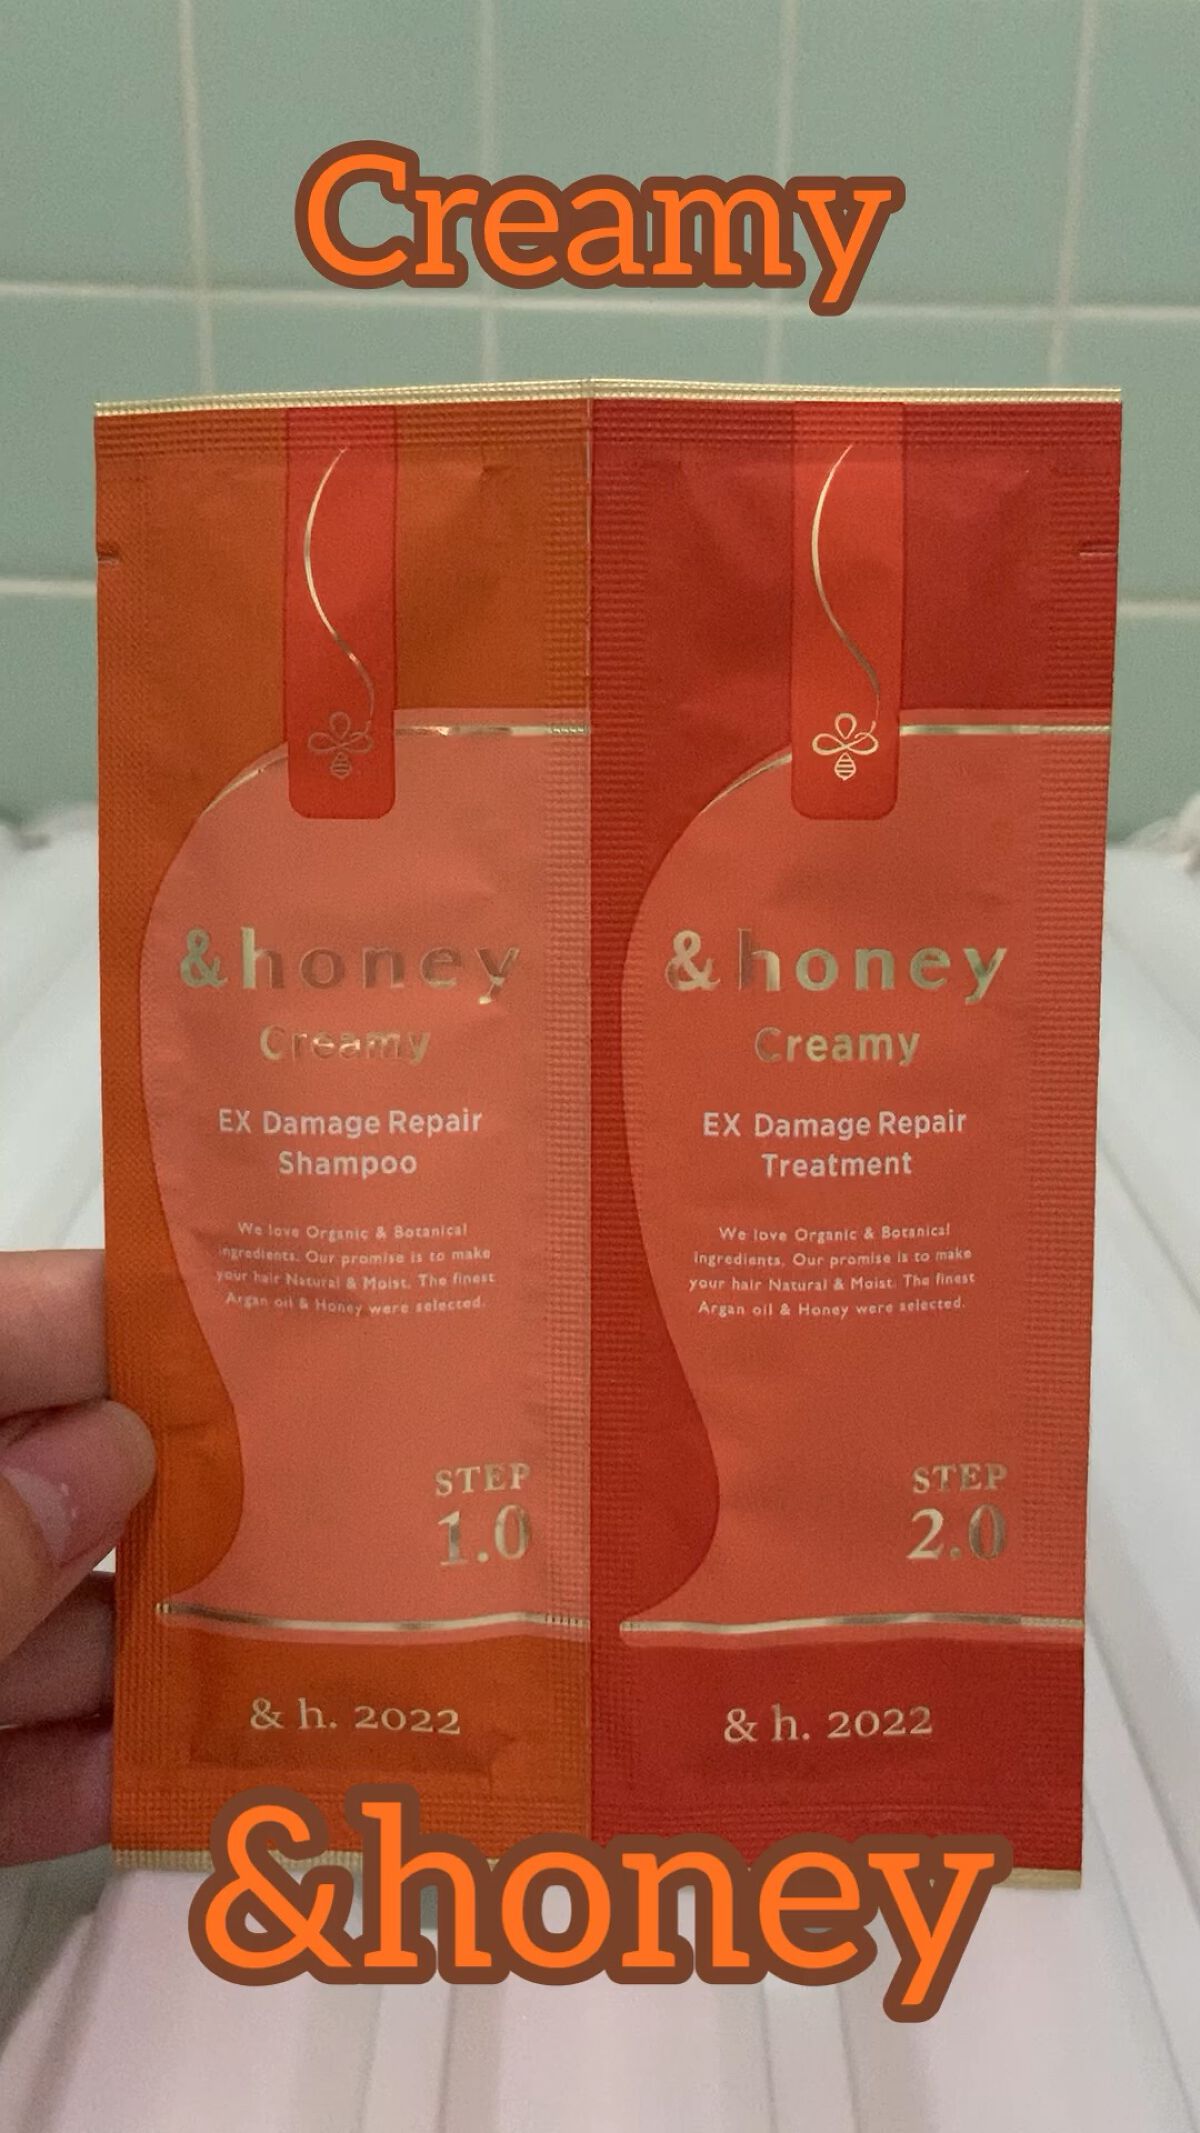 Creamy
&honey
Creamy
EX Damage Repair
Shampoo
We love Organic & Botanical
ingredients. Our promise is to make
your hair Natural & Moist. The finest
Argan oil & Honey were selected.
STEP
1.0
& h. 2022
&honey
Creamy
EX Damage Repair
Treatment
We love Organic & Botanical
ingredients. Our promise is to make
your hair Natural & Moist. The finest
Argan oil & Honey were selected.
STEP
2.0
& h. 2022
&honey